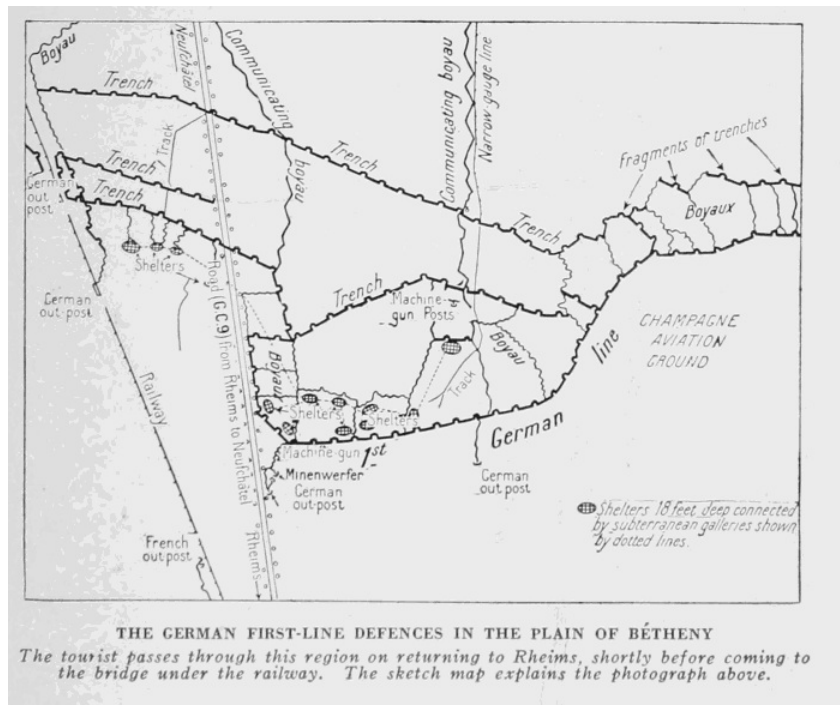 Boyau
Trench
Neufchâtel
Communicating
boyau
Communicating boyau
Narrow gauge line
Fragments of trenches
Boyaux
Trench
Trench
Track
Trench
Trench
German
out
post
Shelters
German
out-post
Railway
Road (G.C.9) from Rheims to Neufchâtel
Trench
Machine-
gun Posts
Boyau
Track
Boyau
Shelters
Shelters
line
German
1st
CHAMPAGNE
AVIATION
GROUND
Machine-gun
Minenwerfer
German
out-post
German
out post
French
out-post
Rheims
Shelters 18 feet deep connected
by subterranean galleries shown
by dotted lines.
THE GERMAN FIRST-LINE DEFENCES IN THE PLAIN OF BÉTHENY
The tourist passes through this region on returning to Rheims, shortly before coming to
the bridge under the railway. The sketch map explains the photograph above.